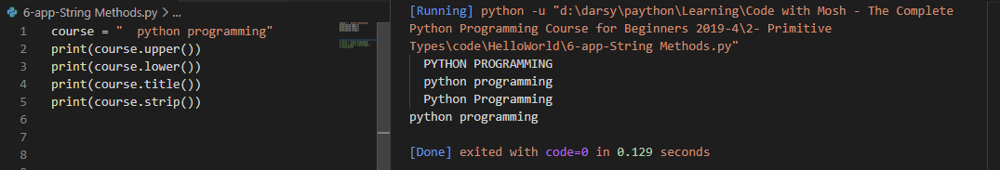 6-app-String Methods.py > ...
1 course = "  python programming"
2 print(course.upper())
3 print(course.lower())
4 print(course.title())
5 print(course.strip())
6
7
8
[Running] python -u "d:\darsy\paython\Learning\Code with Mosh - The Complete
Python Programming Course for Beginners 2019-4\2- Primitive
Types\code\HelloWorld\6-app-String Methods.py"
  PYTHON PROGRAMMING
  python programming
  Python Programming
python programming
[Done] exited with code=0 in 0.129 seconds